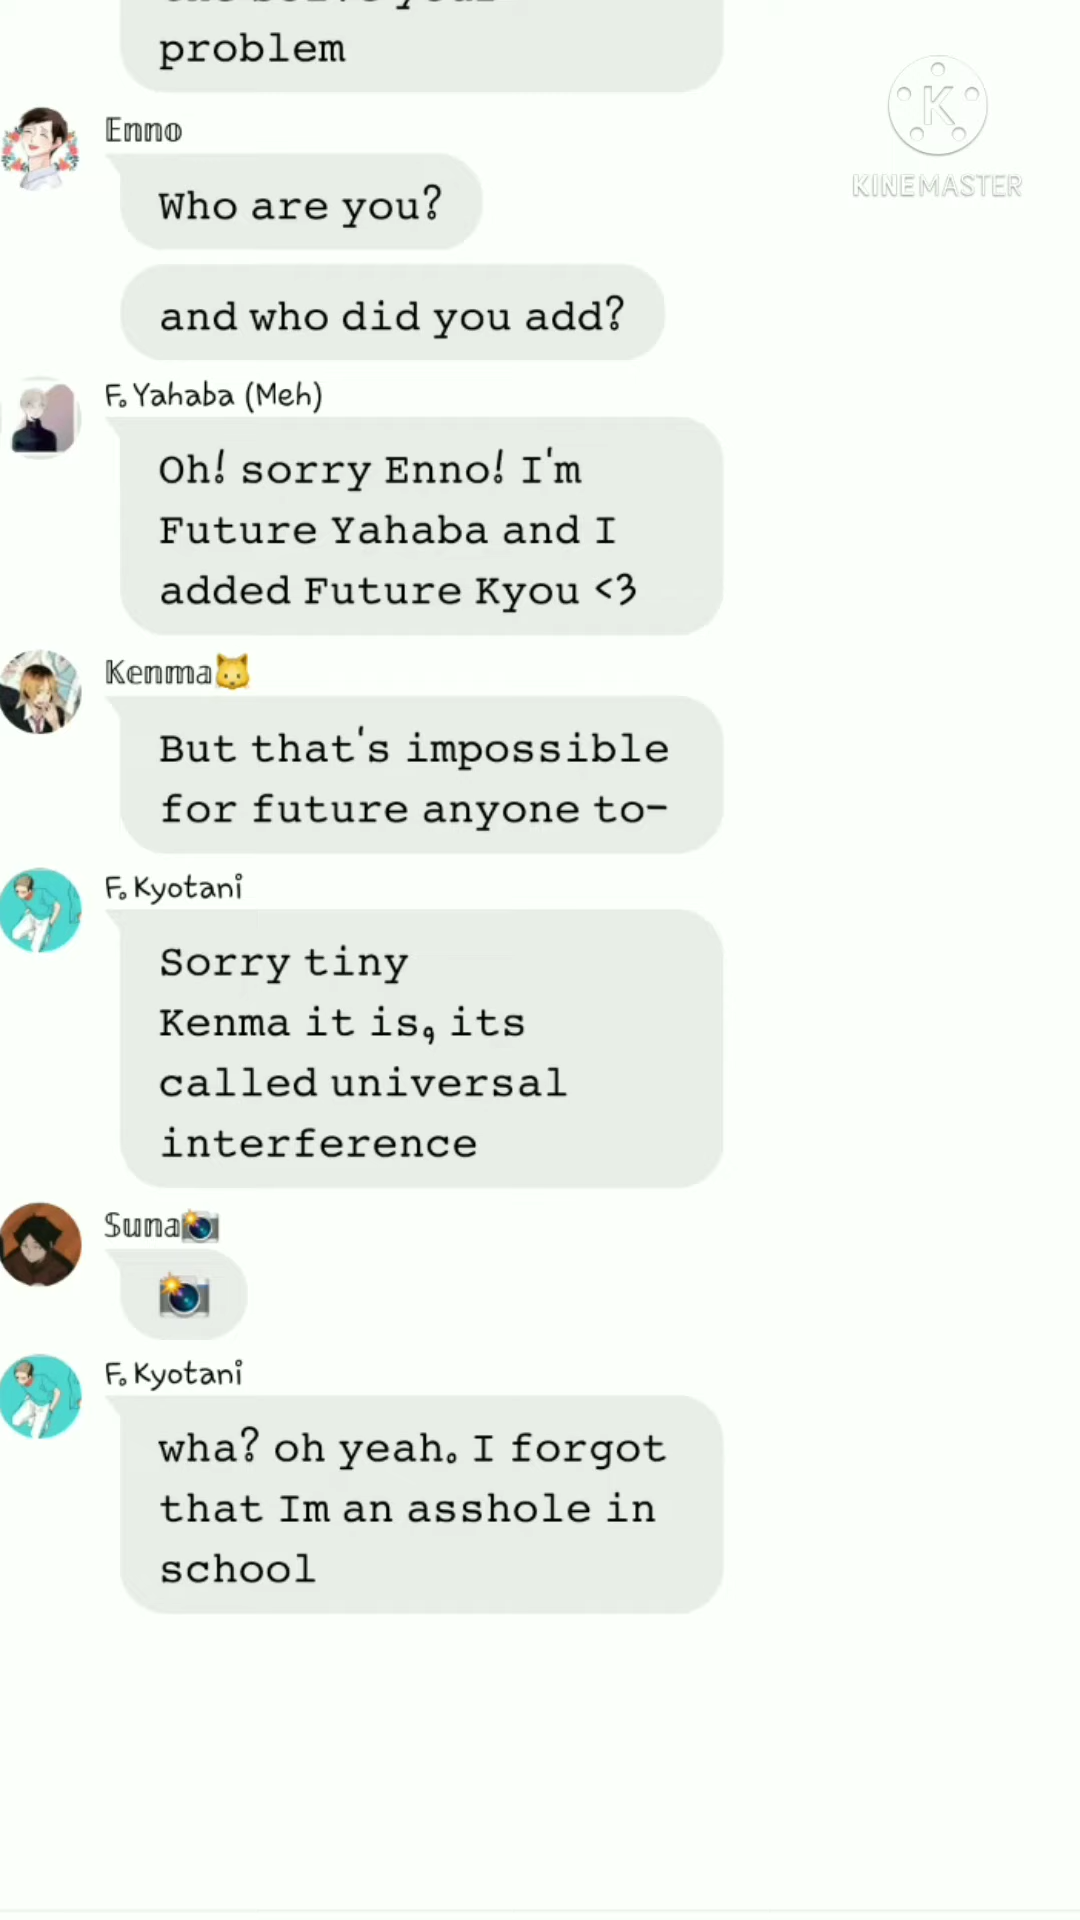 problem
KINEMASTER
Enno
Who are you?
and who did you add?
F. Yahaba (Meh)
Oh! sorry Enno! I'm
Future Yahaba and I
added Future Kyou <3
Kenma🐱
But that's impossible
for future anyone to-
F. Kyotani
Sorry tiny
Kenma it is, its
called universal
interference
Suna📸
📸
F. Kyotani
wha? oh yeah. I forgot
that Im an asshole in
school